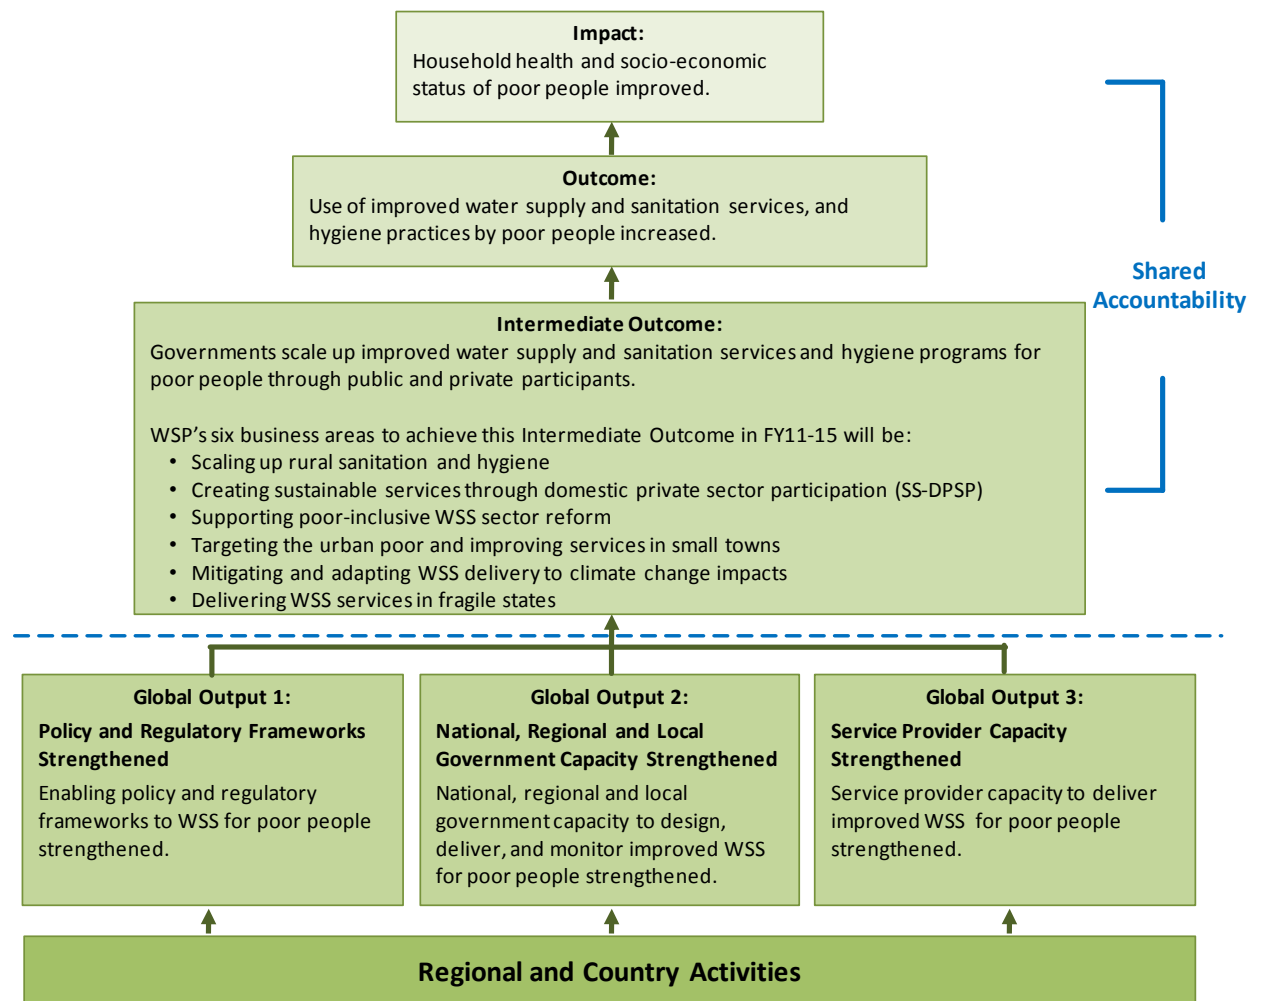 Impact:
Household health and socio-economic
status of poor people improved.
Outcome:
Use of improved water supply and sanitation services, and
hygiene practices by poor people increased.
Shared
Accountability
Intermediate Outcome:
Governments scale up improved water supply and sanitation services and hygiene programs for
poor people through public and private participants.
WSP's six business areas to achieve this Intermediate Outcome in FY11-15 will be:
• Scaling up rural sanitation and hygiene
• Creating sustainable services through domestic private sector participation (SS-DPSP)
• Supporting poor-inclusive WSS sector reform
• Targeting the urban poor and improving services in small towns
• Mitigating and adapting WSS delivery to climate change impacts
• Delivering WSS services in fragile states
Global Output 1:
Policy and Regulatory Frameworks
Strengthened
Enabling policy and regulatory
frameworks to WSS for poor people
strengthened.
Global Output 2:
National, Regional and Local
Government Capacity Strengthened
National, regional and local
government capacity to design,
deliver, and monitor improved WSS
for poor people strengthened.
Global Output 3:
Service Provider Capacity
Strengthened
Service provider capacity to deliver
improved WSS for poor people
strengthened.
Regional and Country Activities